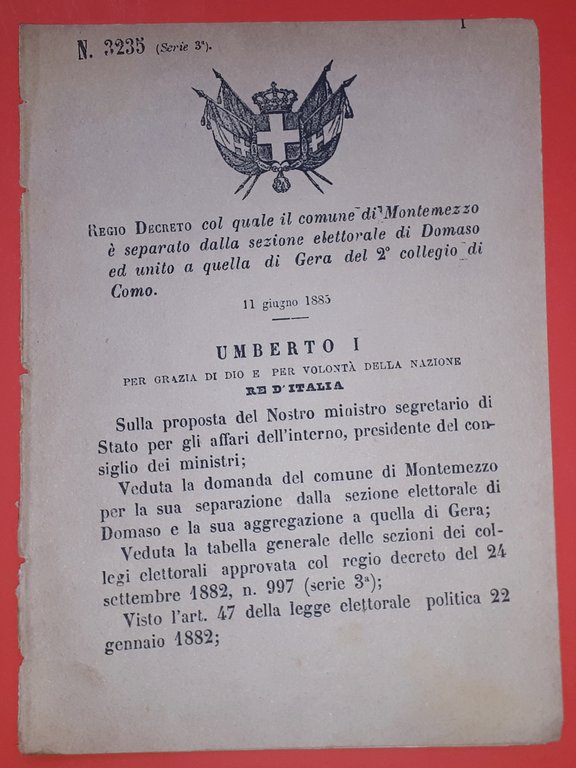 N. 3235 (Serie 3ª).
REGIO DECRETO col quale il comune di Montemezzo
è separato dalla sezione elettorale di Domaso
ed unito a quella di Gera del 2° collegio di
Como.
11 giugno 1885
UMBERTO I
PER GRAZIA DI DIO E PER VOLONTÀ DELLA NAZIONE
RE D'ITALIA
Sulla proposta del Nostro ministro segretario di
Stato per gli affari dell'interno, presidente del con-
siglio dei ministri;
Veduta la domanda del comune di Montemezzo
per la sua separazione dalla sezione elettorale di
Domaso e la sua aggregazione a quella di Gera;
Veduta la tabella generale delle sezioni dei col-
legi elettorali approvata col regio decreto del 24
settembre 1882, n. 997 (serie 3ª);
Visto l'art. 47 della legge elettorale politica 22
gennaio 1882;